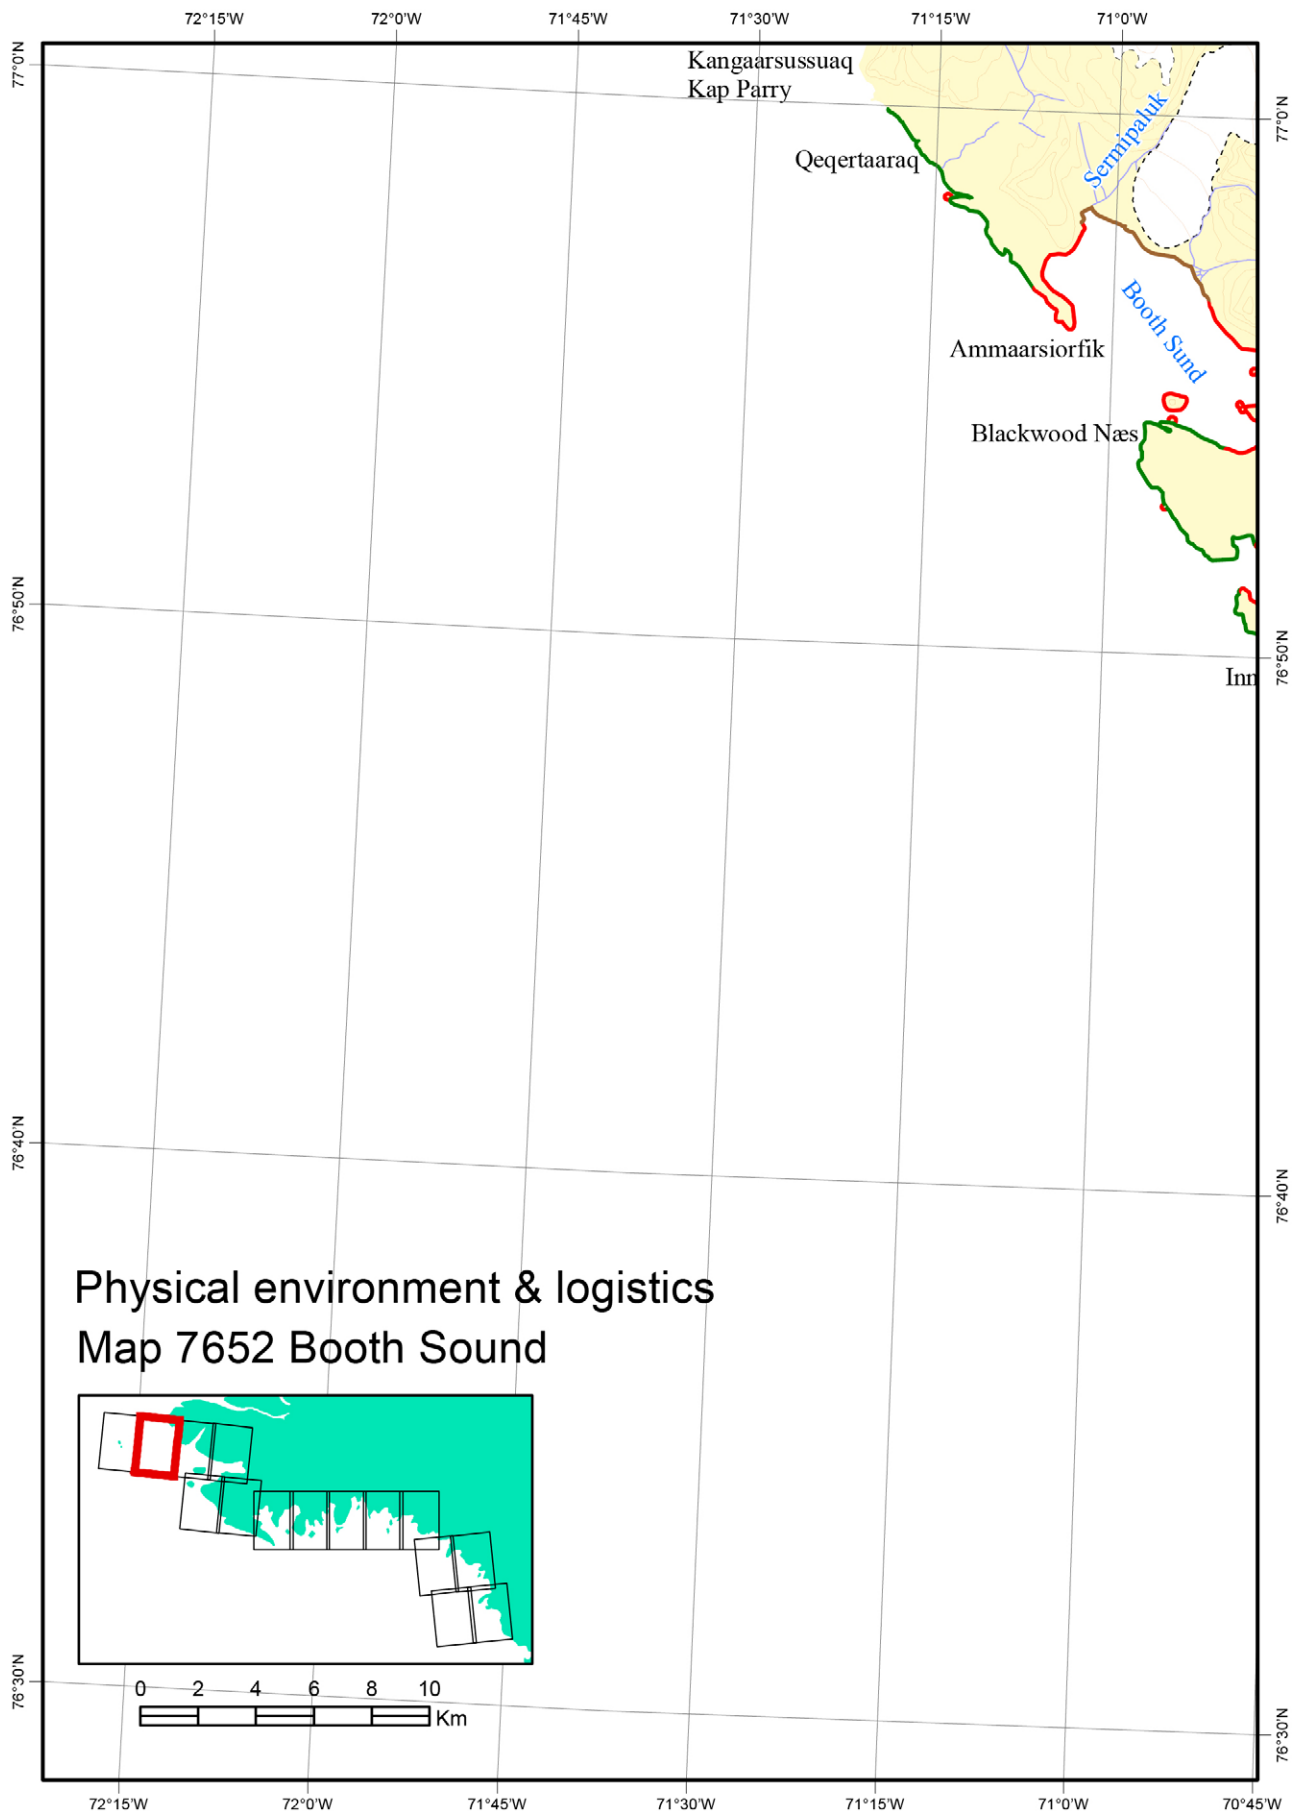 72°15'W 72°0'W 71°45'W 71°30'W 71°15'W 71°0'W
77°0'N
77°0'N
Kangaarsussuaq
Kap Parry
Sermipaluk
Qeqertaaraq
Booth Sund
Ammaarsiorfik
Blackwood Næs
76°50'N
76°50'N
Inn
76°40'N
76°40'N
Physical environment & logistics
Map 7652 Booth Sound
76°30'N
76°30'N
0 2 4 6 8 10
Km
72°15'W 72°0'W 71°45'W 71°30'W 71°15'W 71°0'W 70°45'W